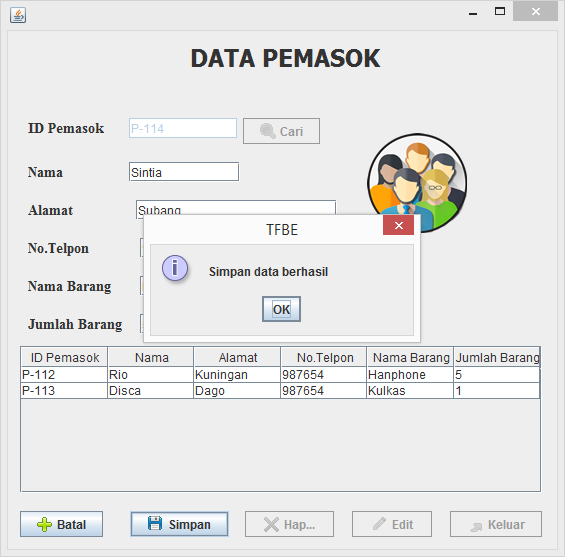 DATA PEMASOK
ID Pemasok P-114 Cari
Nama Sintia
Alamat Subang
TFBE
No.Telpon
Simpan data berhasil
Nama Barang
OK
Jumlah Barang
ID Pemasok Nama Alamat No.Telpon Nama Barang Jumlah Barang
P-112 Rio Kuningan 987654 Hanphone 5
P-113 Disca Dago 987654 Kulkas 1
Batal Simpan Hap... Edit Keluar